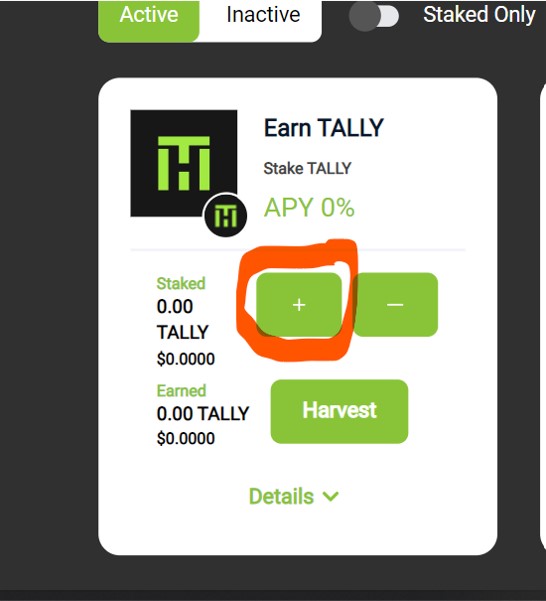 Active Inactive Staked Only
Earn TALLY
Stake TALLY
APY 0%
Staked
0.00
TALLY
$0.0000
+ −
Earned
0.00 TALLY
$0.0000
Harvest
Details